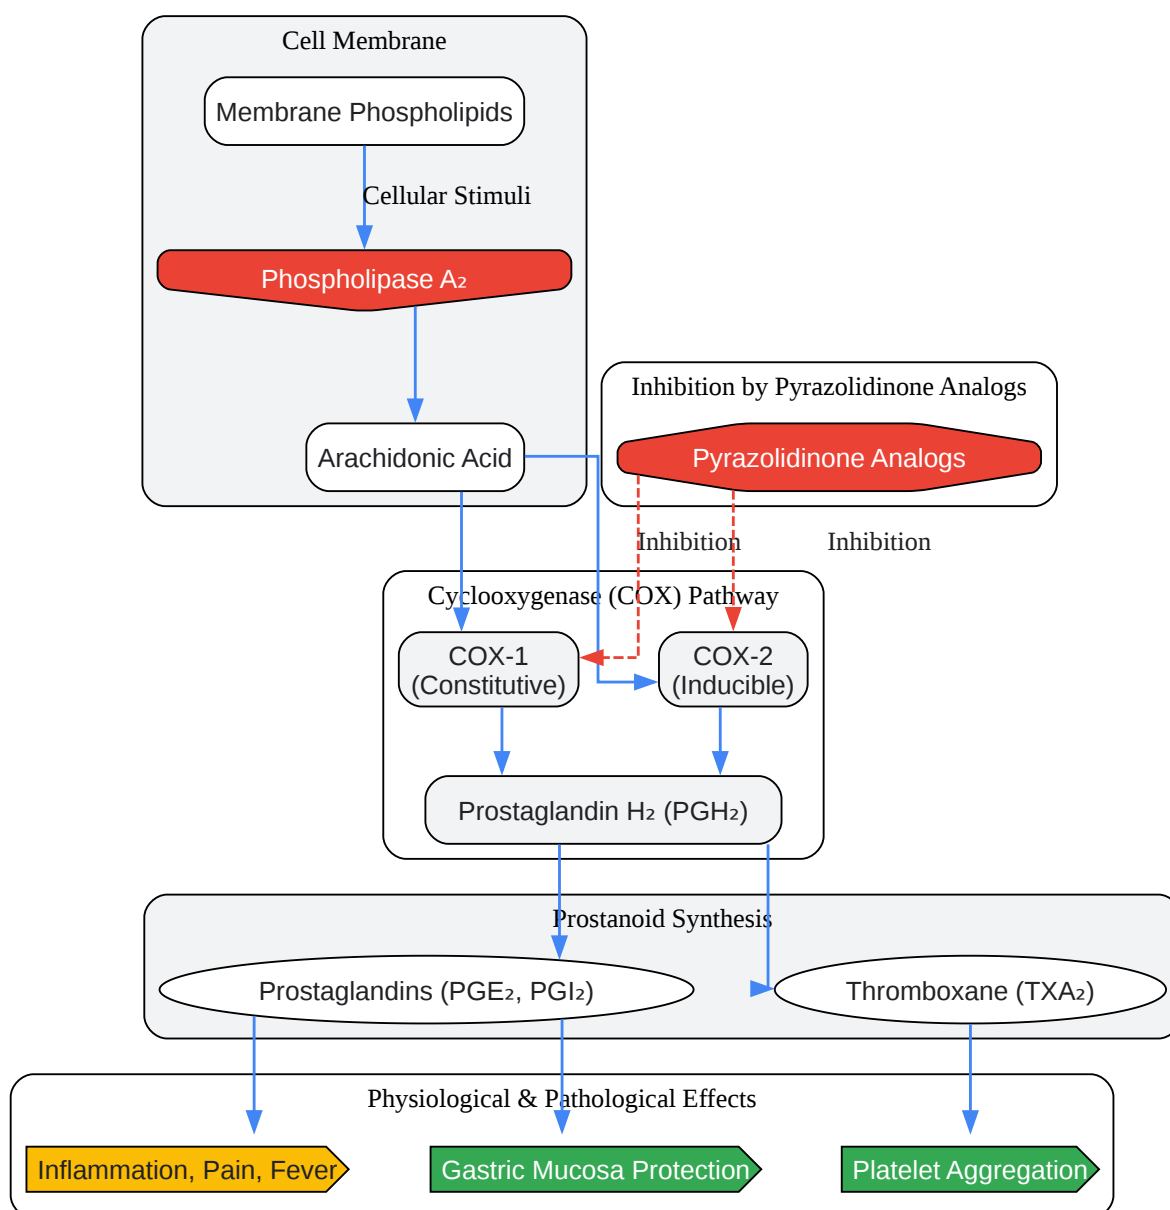 Cell Membrane
Membrane Phospholipids
Cellular Stimuli
Phospholipase A₂
Inhibition by Pyrazolidinone Analogs
Arachidonic Acid
Pyrazolidinone Analogs
Inhibition
Inhibition
Cyclooxygenase (COX) Pathway
COX-1
(Constitutive)
COX-2
(Inducible)
Prostaglandin H₂ (PGH₂)
Prostanoid Synthesis
Prostaglandins (PGE₂, PGI₂)
Thromboxane (TXA₂)
Physiological & Pathological Effects
Inflammation, Pain, Fever
Gastric Mucosa Protection
Platelet Aggregation